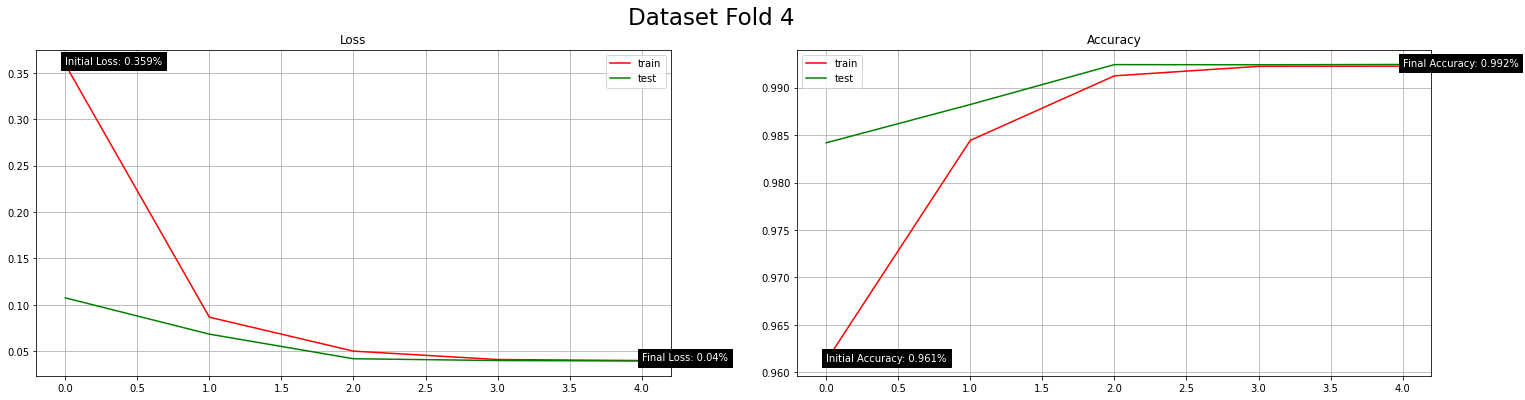 Dataset Fold 4
Loss
Initial Loss: 0.359%
train
test
0.35
0.30
0.25
0.20
0.15
0.10
0.05
Final Loss: 0.04%
0.0 0.5 1.0 1.5 2.0 2.5 3.0 3.5 4.0
Accuracy
train
test
Final Accuracy: 0.992%
0.990
0.985
0.980
0.975
0.970
0.965
0.960
Initial Accuracy: 0.961%
0.0 0.5 1.0 1.5 2.0 2.5 3.0 3.5 4.0